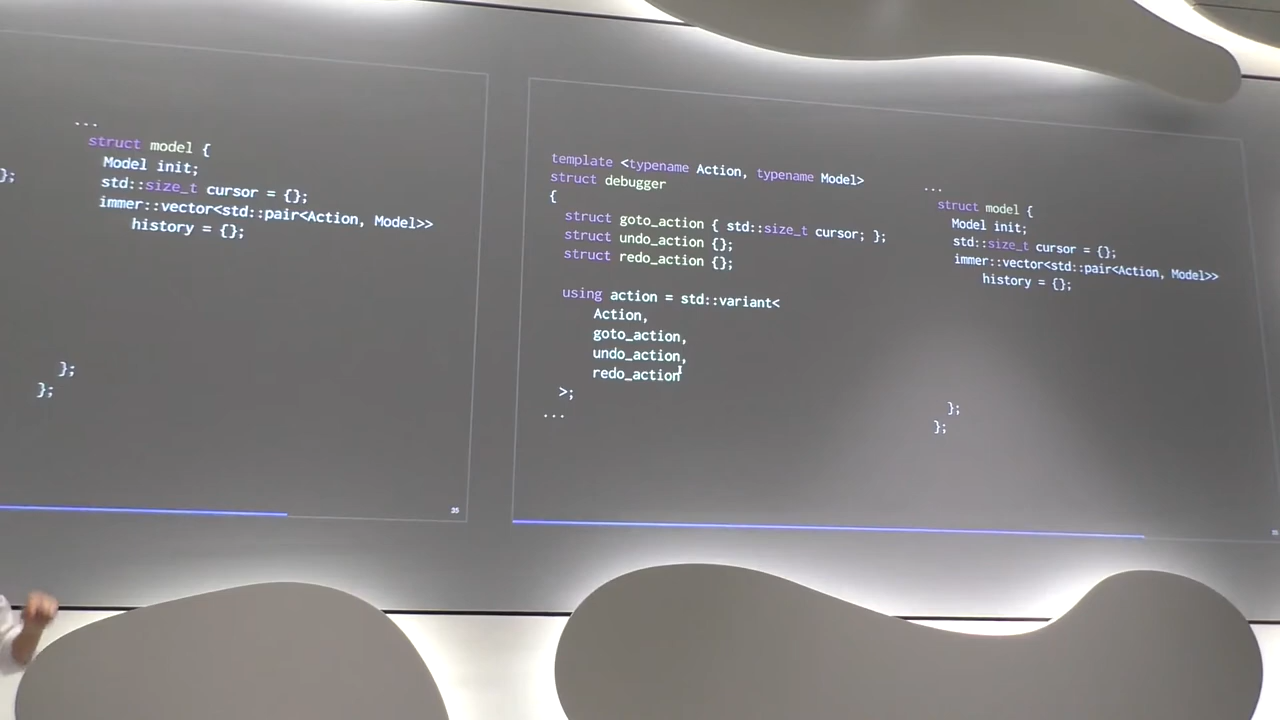 };
...
struct model {
Model init;
std::size_t cursor = {};
immer::vector<std::pair<Action, Model>>
history = {};
};
};
35
template <typename Action, typename Model>
struct debugger
{
struct goto_action { std::size_t cursor; };
struct undo_action {};
struct redo_action {};
using action = std::variant<
Action,
goto_action,
undo_action,
redo_action
>;
...
...
struct model {
Model init;
std::size_t cursor = {};
immer::vector<std::pair<Action, Model>>
history = {};
};
};